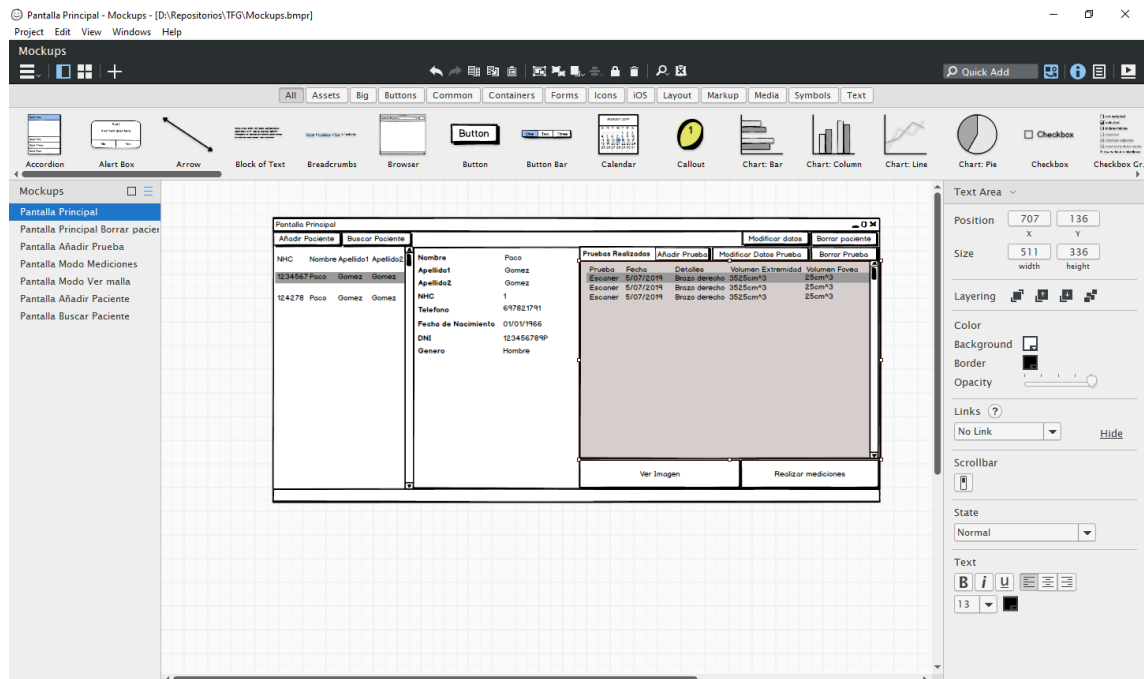 Pantalla Principal - Mockups - [D:\Repositorios\TFG\Mockups.bmpr]
Project Edit View Windows Help
Mockups
Quick Add
All Assets Big Buttons Common Containers Forms Icons iOS Layout Markup Media Symbols Text
Button
One Two Three
1
Checkbox
Accordion Alert Box Arrow Block of Text Breadcrumbs Browser Button Button Bar Calendar Callout Chart: Bar Chart: Column Chart: Line Chart: Pie Checkbox Checkbox Gr.
Mockups
Pantalla Principal
Pantalla Principal Borrar pacier
Pantalla Añadir Prueba
Pantalla Modo Mediciones
Pantalla Modo Ver malla
Pantalla Añadir Paciente
Pantalla Buscar Paciente
Pantalla Principal
Añadir Paciente Buscar Paciente Modificar datos Borrar paciente
NHC Nombre Apellido1 Apellido2
1234567 Paco Gomez Gomez
124278 Paco Gomez Gomez
Nombre Paco
Apellido1 Gomez
Apellido2 Gomez
NHC 1
Telefono 697821791
Fecha de Nacimiento 01/01/1966
DNI 123456789P
Genero Hombre
Pruebas Realizadas Añadir Prueba Modificar Datos Prueba Borrar Prueba
Prueba Fecha Detalles Volumen Extremidad Volumen Fovea
Escaner 5/07/2019 Brazo derecho 3525cm^3 25cm^3
Escaner 5/07/2019 Brazo derecho 3525cm^3 25cm^3
Escaner 5/07/2019 Brazo derecho 3525cm^3 25cm^3
Ver Imagen Realizar mediciones
Text Area
Position 707 136
X Y
Size 511 336
width height
Layering
Color
Background
Border
Opacity
Links ?
No Link Hide
Scrollbar
State
Normal
Text
B i U
13